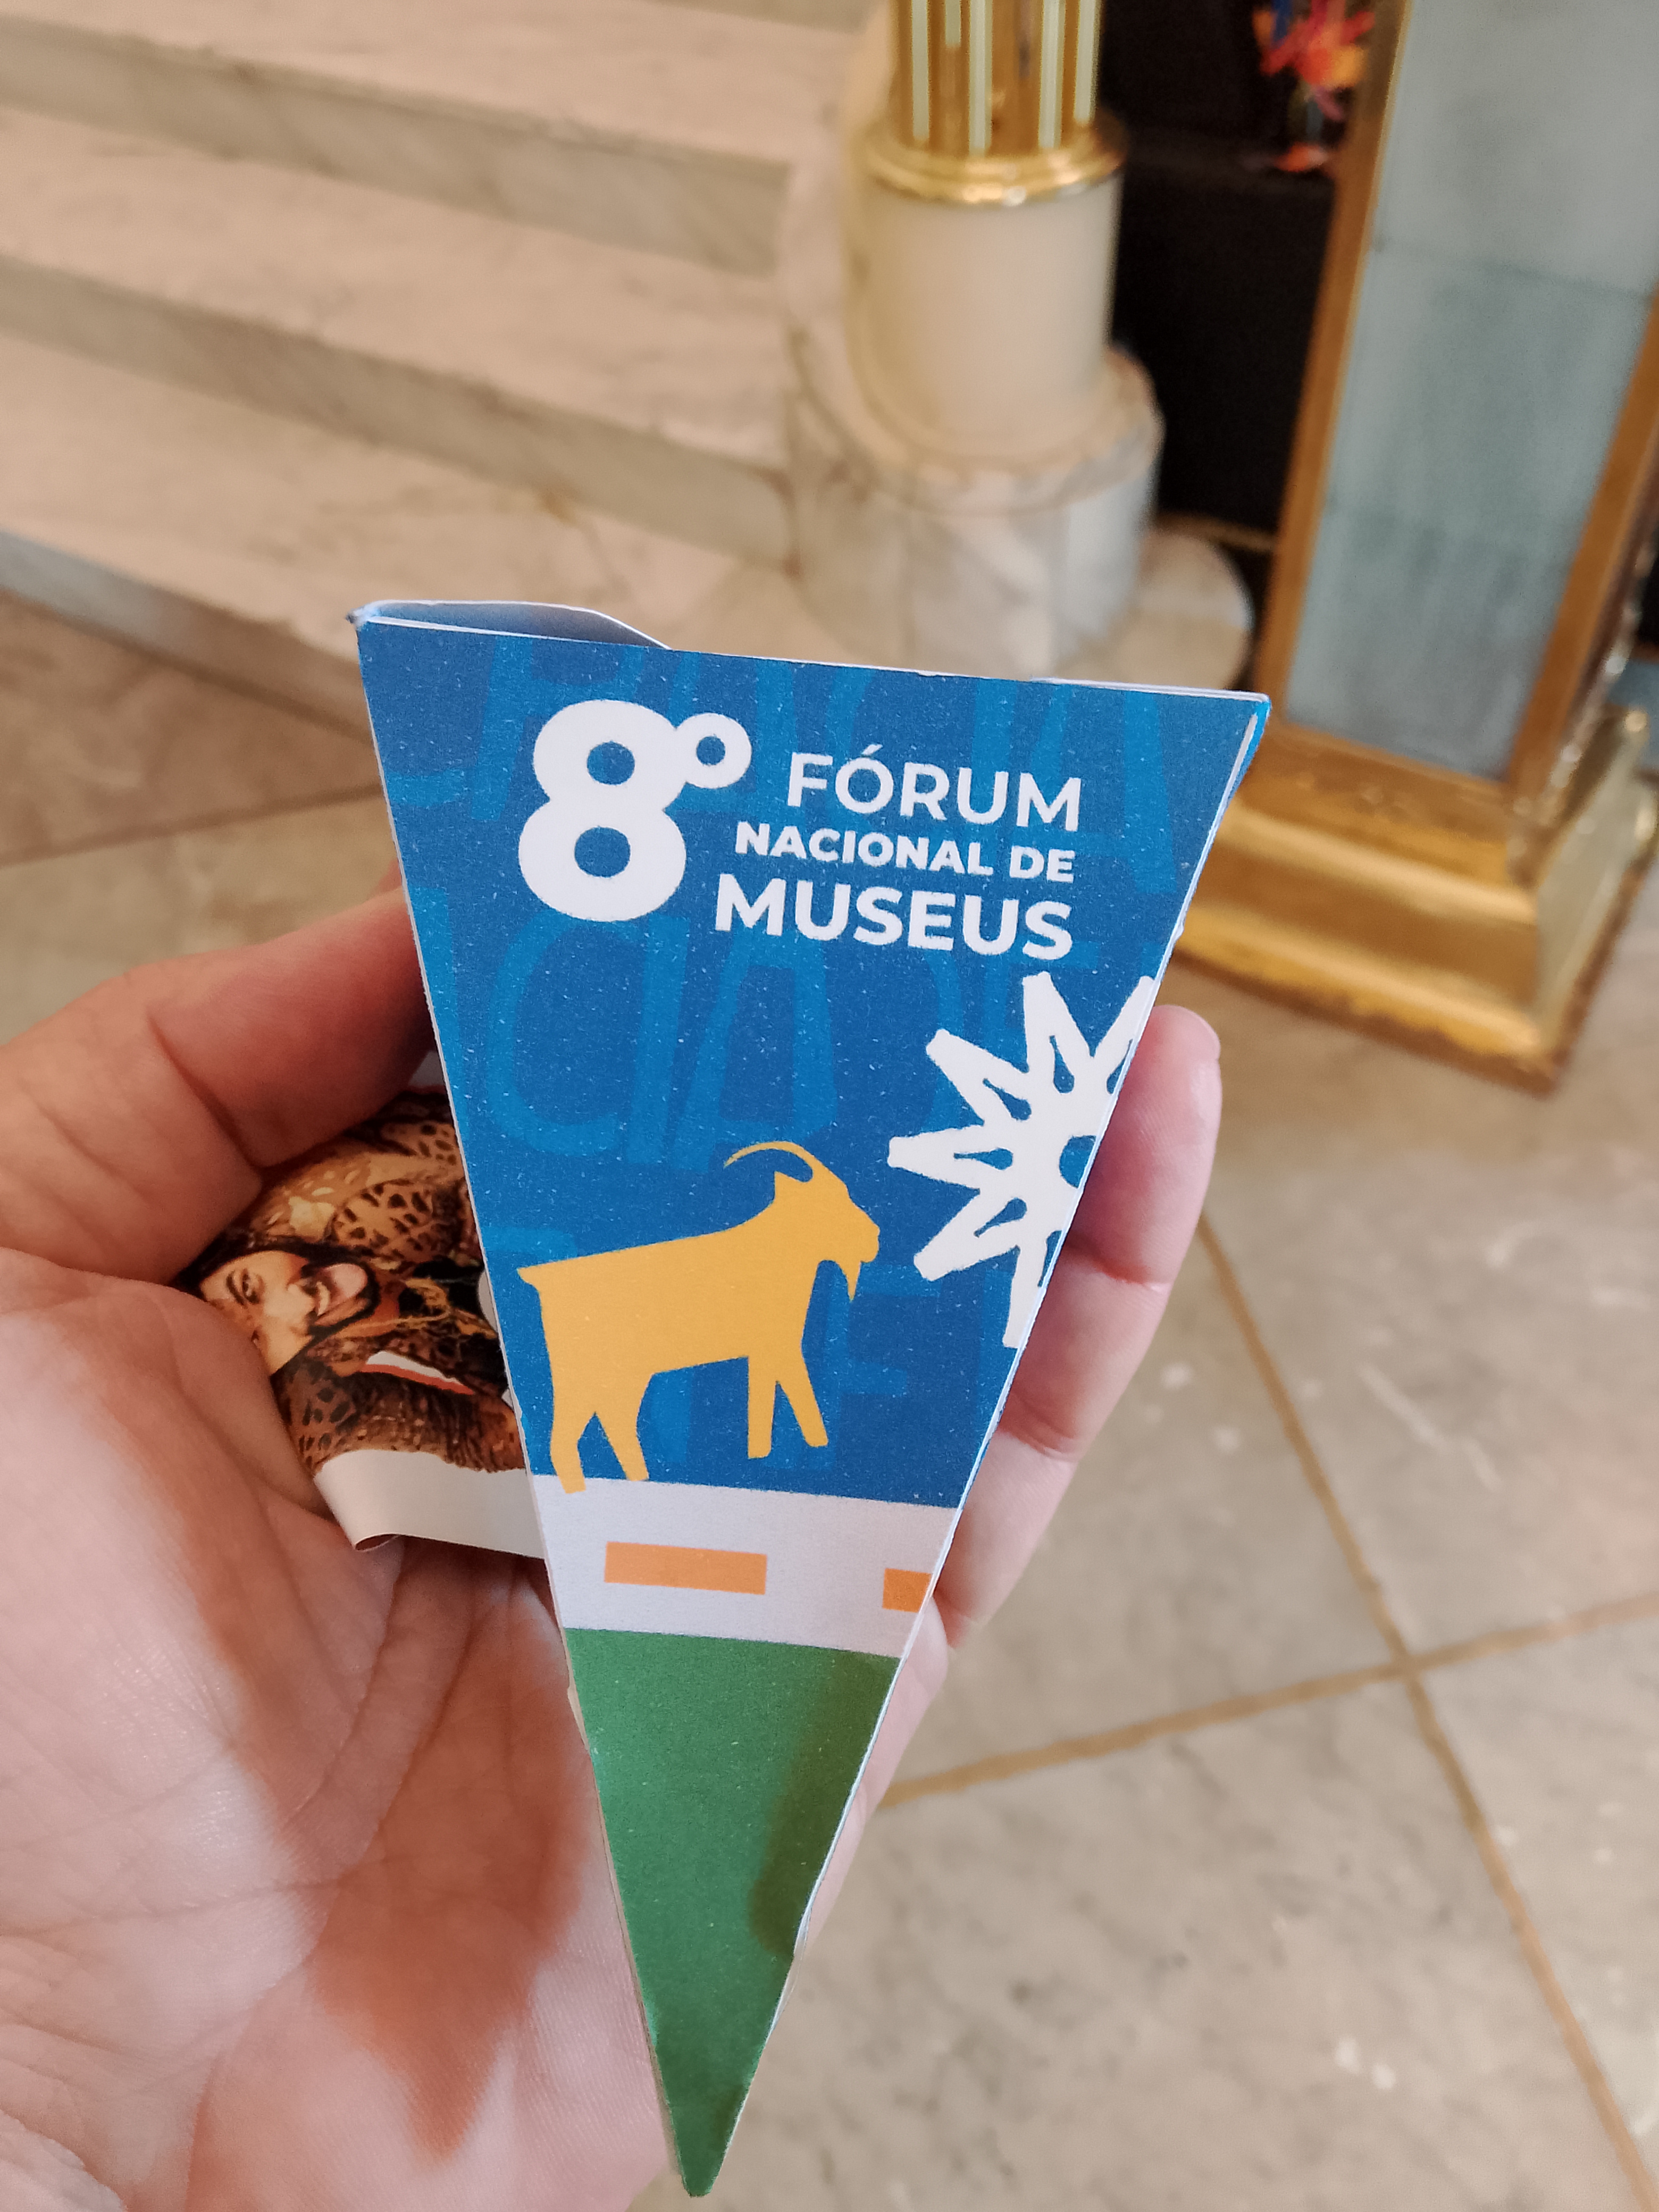 8º FÓRUM
NACIONAL DE
MUSEUS